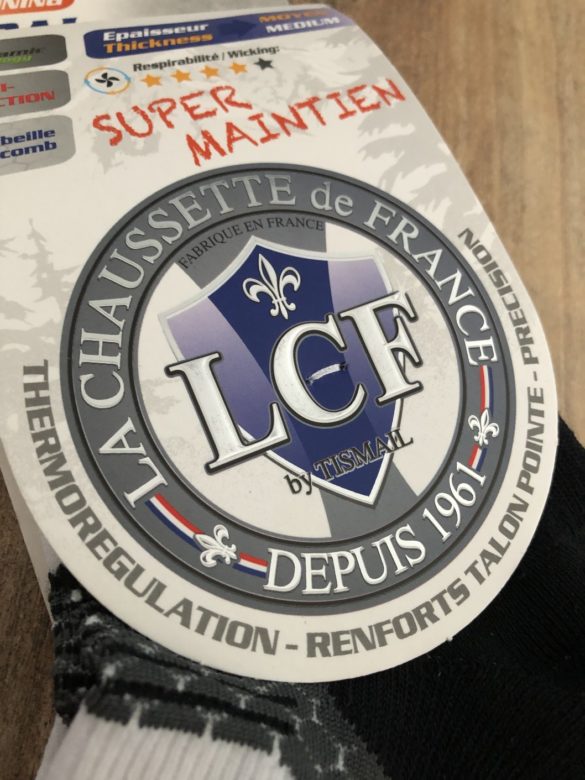 Epaisseur MOYEN
Thickness MEDIUM
Respirabilité / Wicking:
SUPER
MAINTIEN
LA CHAUSSETTE de FRANCE
FABRIQUE EN FRANCE
LCF
by TISMAIL
DEPUIS 1961
THERMOREGULATION - RENFORTS TALON POINTE - PRECISION